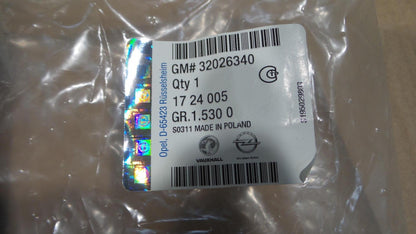 Opel, D-65423 Rüsselsheim
GM# 32026340
Qty 1
17 24 005
GR.1.530 0
S0311 MADE IN POLAND
VAUXHALL